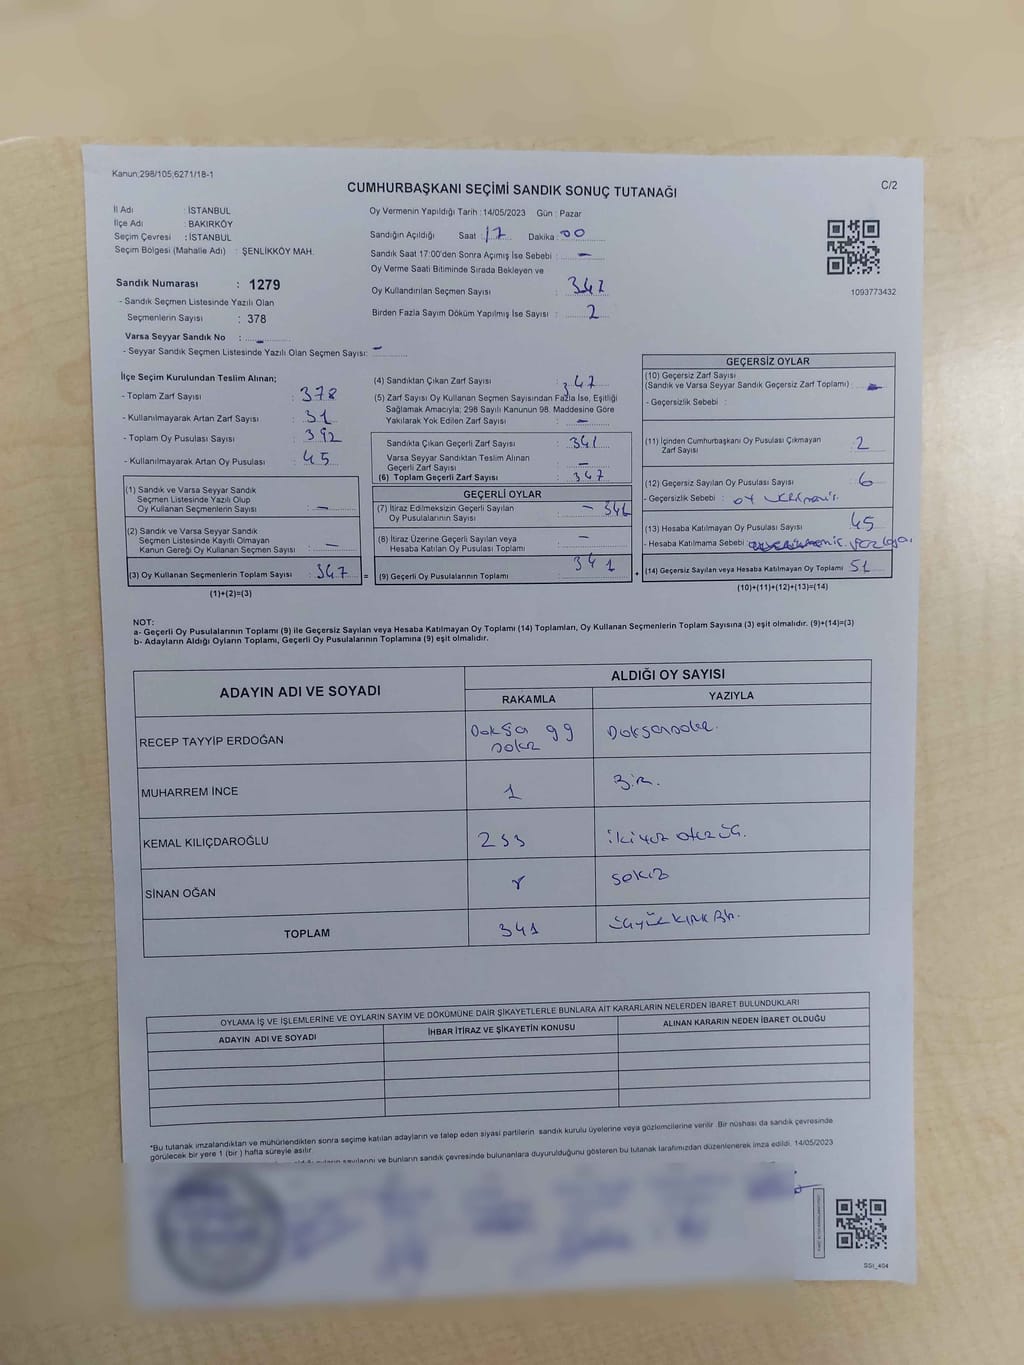 Kanun;298/105;6271/18-1
CUMHURBAŞKANI SEÇİMİ SANDIK SONUÇ TUTANAĞI
C/2
İl Adı : İSTANBUL
İlçe Adı : BAKIRKÖY
Seçim Çevresi : İSTANBUL
Seçim Bölgesi (Mahalle Adı) : ŞENLİKKÖY MAH.
Sandık Numarası : 1279
- Sandık Seçmen Listesinde Yazılı Olan
Seçmenlerin Sayısı : 378
Varsa Seyyar Sandık No : -
- Seyyar Sandık Seçmen Listesinde Yazılı Olan Seçmen Sayısı: -
Oy Vermenin Yapıldığı Tarih : 14/05/2023 Gün : Pazar
Sandığın Açıldığı Saat : 17 Dakika : 00
Sandık Saat 17:00'den Sonra Açımış İse Sebebi : -
Oy Verme Saati Bitiminde Sırada Bekleyen ve
Oy Kullandırılan Seçmen Sayısı : 347
Birden Fazla Sayım Döküm Yapılmış İse Sayısı : 2
1093773432
İlçe Seçim Kurulundan Teslim Alınan;
- Toplam Zarf Sayısı : 378
- Kullanılmayarak Artan Zarf Sayısı : 31
- Toplam Oy Pusulası Sayısı : 392
- Kullanılmayarak Artan Oy Pusulası : 45
(1) Sandık ve Varsa Seyyar Sandık
Seçmen Listesinde Yazılı Olup
Oy Kullanan Seçmenlerin Sayısı : -
(2) Sandık ve Varsa Seyyar Sandık
Seçmen Listesinde Kayıtlı Olmayan
Kanun Gereği Oy Kullanan Seçmen Sayısı : -
(3) Oy Kullanan Seçmenlerin Toplam Sayısı : 347 =
(1)+(2)=(3)
(4) Sandıktan Çıkan Zarf Sayısı : 347
(5) Zarf Sayısı Oy Kullanan Seçmen Sayısından Fazla İse, Eşitliği
Sağlamak Amacıyla; 298 Sayılı Kanunun 98. Maddesine Göre
Yakılarak Yok Edilen Zarf Sayısı : -
Sandıkta Çıkan Geçerli Zarf Sayısı : 341
Varsa Seyyar Sandıktan Teslim Alınan
Geçerli Zarf Sayısı : -
(6) Toplam Geçerli Zarf Sayısı : 347
GEÇERLİ OYLAR
(7) İtiraz Edilmeksizin Geçerli Sayılan
Oy Pusulalarının Sayısı : -
(8) İtiraz Üzerine Geçerli Sayılan veya
Hesaba Katılan Oy Pusulası Toplamı : -
(9) Geçerli Oy Pusulalarının Toplamı : 341 +
GEÇERSİZ OYLAR
(10) Geçersiz Zarf Sayısı
(Sandık ve Varsa Seyyar Sandık Geçersiz Zarf Toplamı) : -
- Geçersizlik Sebebi :
(11) İçinden Cumhurbaşkanı Oy Pusulası Çıkmayan
Zarf Sayısı : 2
(12) Geçersiz Sayılan Oy Pusulası Sayısı : 6
- Geçersizlik Sebebi : oy
(13) Hesaba Katılmayan Oy Pusulası Sayısı : 45
- Hesaba Katılmama Sebebi :
(14) Geçersiz Sayılan veya Hesaba Katılmayan Oy Toplamı : 51
(10)+(11)+(12)+(13)=(14)
NOT:
a- Geçerli Oy Pusulalarının Toplamı (9) ile Geçersiz Sayılan veya Hesaba Katılmayan Oy Toplamı (14) Toplamları, Oy Kullanan Seçmenlerin Toplam Sayısına (3) eşit olmalıdır. (9)+(14)=(3)
b- Adayların Aldığı Oyların Toplamı, Geçerli Oy Pusulalarının Toplamına (9) eşit olmalıdır.
ADAYIN ADI VE SOYADI
ALDIĞI OY SAYISI
RAKAMLA
YAZIYLA
RECEP TAYYİP ERDOĞAN 99
MUHARREM İNCE 1 Bir.
KEMAL KILIÇDAROĞLU 233 ikiyüz otuz üç.
SİNAN OĞAN 8 sekiz
TOPLAM 341 üçyüz kırk Bir.
OYLAMA İŞ VE İŞLEMLERİNE VE OYLARIN SAYIM VE DÖKÜMÜNE DAİR ŞİKAYETLERLE BUNLARA AİT KARARLARIN NELERDEN İBARET BULUNDUKLARI
ADAYIN ADI VE SOYADI
İHBAR İTİRAZ VE ŞİKAYETİN KONUSU
ALINAN KARARIN NEDEN İBARET OLDUĞU
*Bu tutanak imzalandıktan ve mühürlendikten sonra seçime katılan adayların ve talep eden siyasi partilerin sandık kurulu üyelerine veya gözlemcilerine verilir. Bir nüshası da sandık çevresinde
görülecek bir yere 1 (bir ) hafta süreyle asılır
sayılarını ve bunların sandık çevresinde bulunanlara duyurulduğunu gösteren bu tutanak tarafımızdan düzenlenerek imza edildi. 14/05/2023
SSt_404